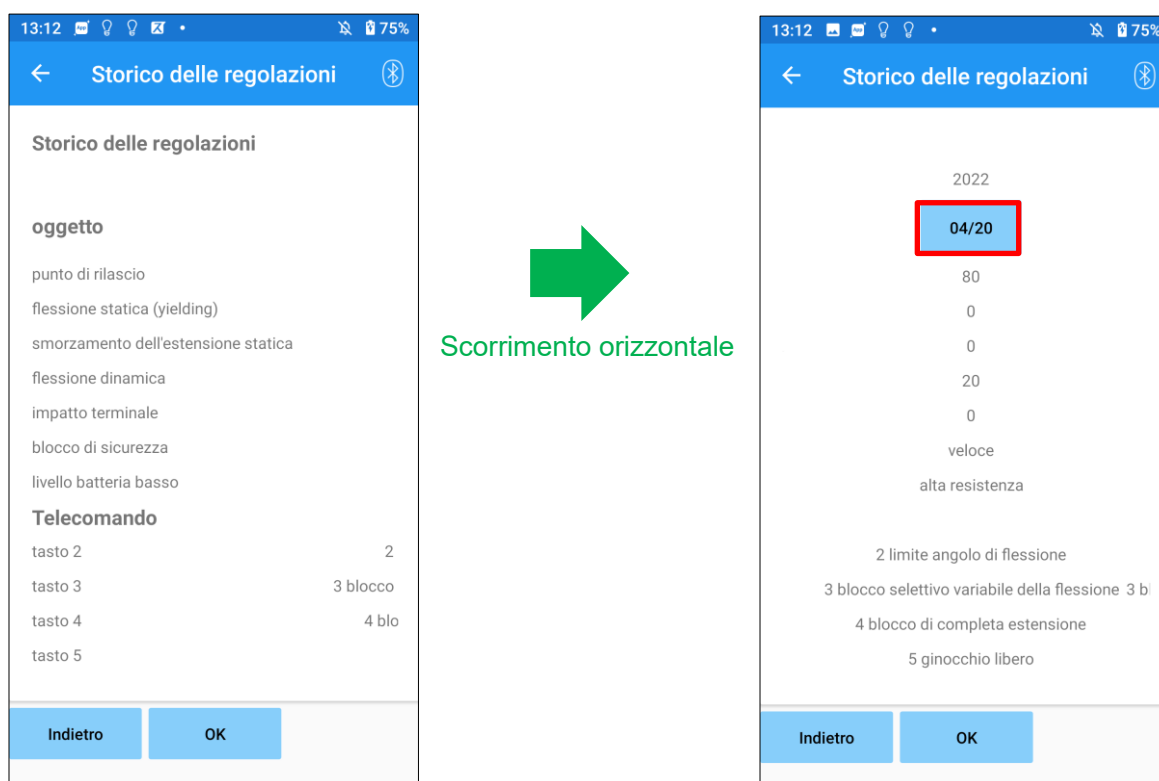 13:12 75%
Storico delle regolazioni
Storico delle regolazioni
oggetto
punto di rilascio
flessione statica (yielding)
smorzamento dell'estensione statica
flessione dinamica
impatto terminale
blocco di sicurezza
livello batteria basso
Telecomando
tasto 2 2
tasto 3 3 blocco
tasto 4 4 blo
tasto 5
Indietro OK
Scorrimento orizzontale
13:12 75%
Storico delle regolazioni
2022
04/20
80
0
0
20
0
veloce
alta resistenza
2 limite angolo di flessione
3 blocco selettivo variabile della flessione 3 bl
4 blocco di completa estensione
5 ginocchio libero
Indietro OK